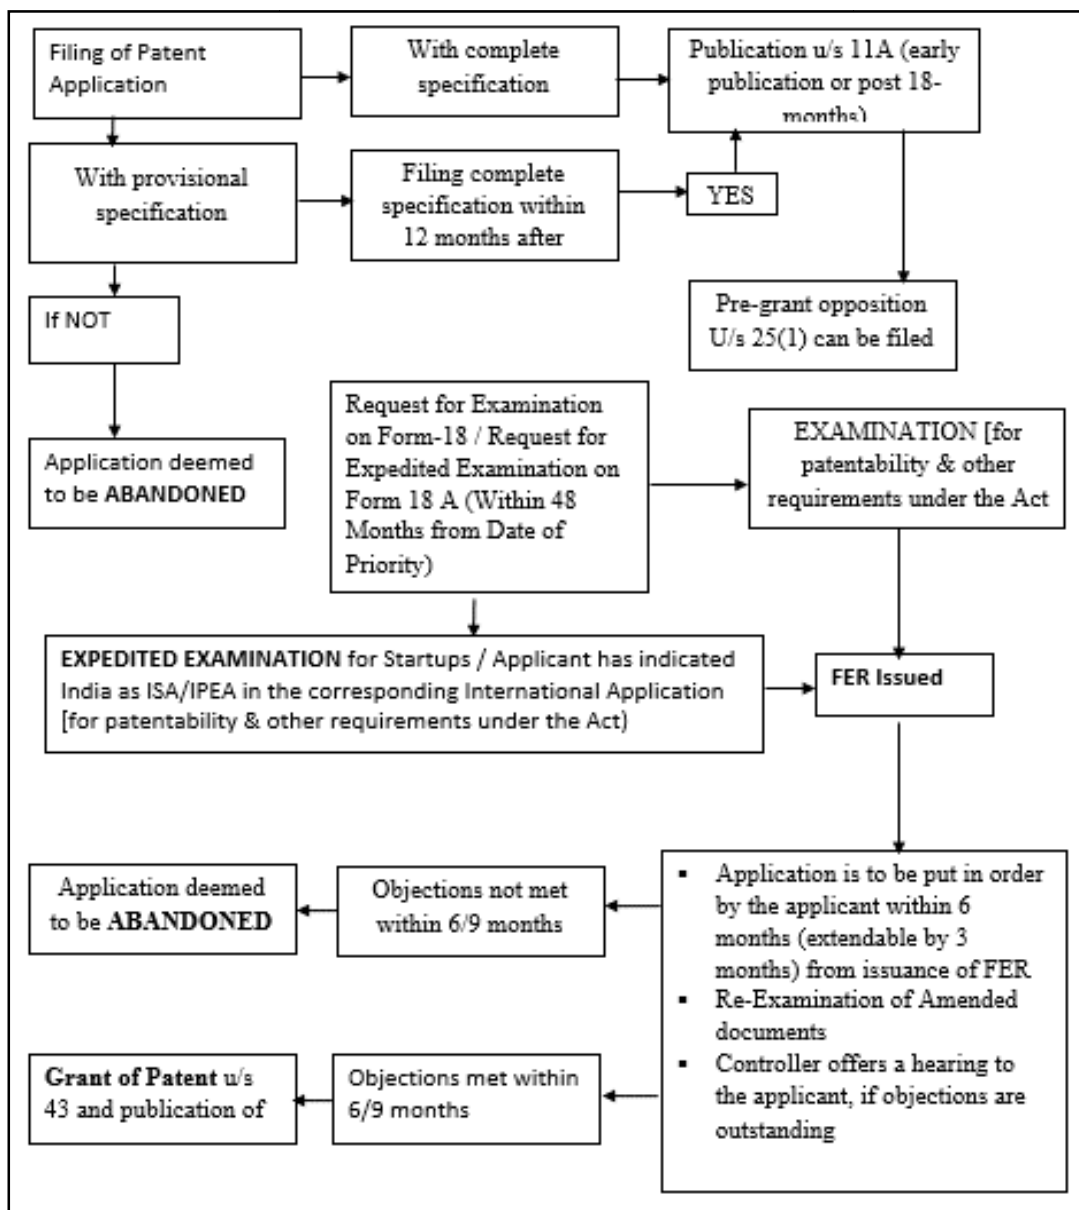 Filing of Patent
Application
With complete
specification
Publication u/s 11A (early
publication or post 18-
months)
With provisional
specification
Filing complete
specification within
12 months after
YES
If NOT
Pre-grant opposition
U/s 25(1) can be filed
Application deemed
to be ABANDONED
Request for Examination
on Form-18 / Request for
Expedited Examination on
Form 18 A (Within 48
Months from Date of
Priority)
EXAMINATION [for
patentability & other
requirements under the Act
EXPEDITED EXAMINATION for Startups / Applicant has indicated
India as ISA/IPEA in the corresponding International Application
[for patentability & other requirements under the Act)
FER Issued
▪ Application is to be put in order
by the applicant within 6
months (extendable by 3
months) from issuance of FER
▪ Re-Examination of Amended
documents
▪ Controller offers a hearing to
the applicant, if objections are
outstanding
Objections not met
within 6/9 months
Application deemed
to be ABANDONED
Objections met within
6/9 months
Grant of Patent u/s
43 and publication of